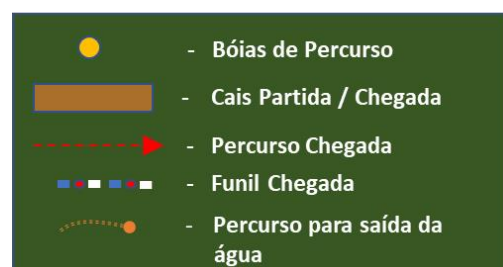 - Bóias de Percurso
- Cais Partida / Chegada
- Percurso Chegada
- Funil Chegada
- Percurso para saída da
água